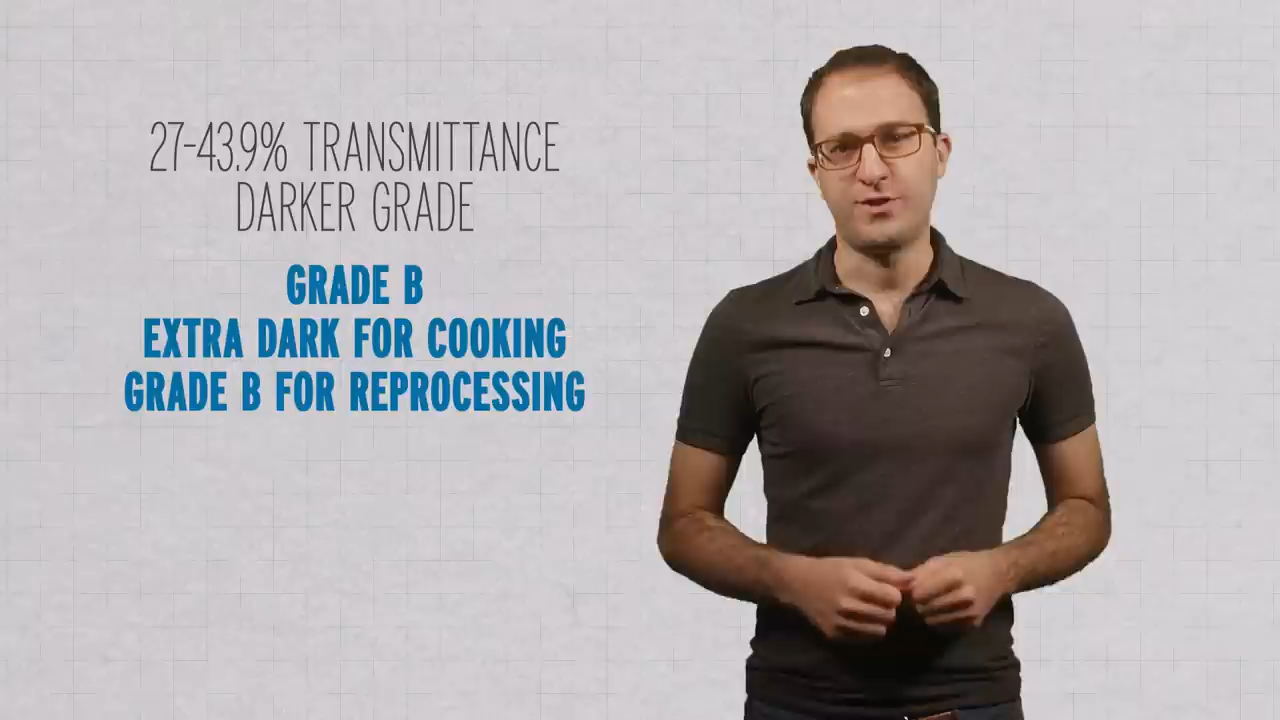 27-43.9% TRANSMITTANCE
DARKER GRADE
GRADE B
EXTRA DARK FOR COOKING
GRADE B FOR REPROCESSING